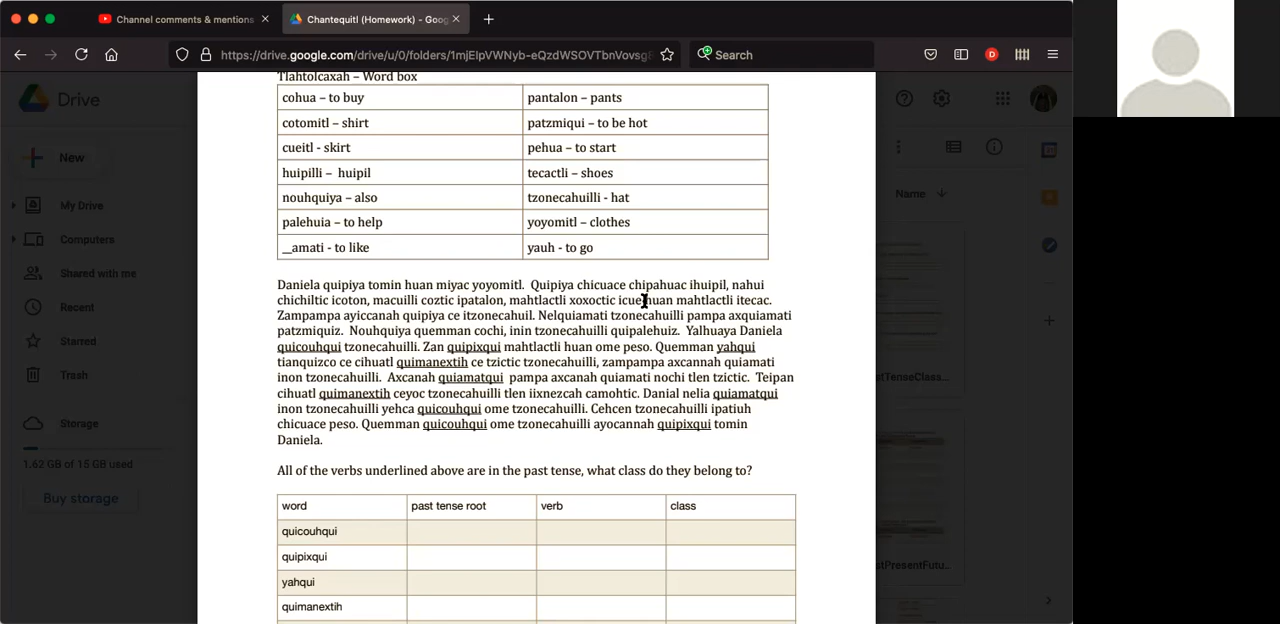 Channel comments & mentions
Chantequitl (Homework) - Goog
https://drive.google.com/drive/u/0/folders/1mjEIpVWNyb-eQzdWSOVTbnVovsg
Search
Drive
New
My Drive
Computers
Shared with me
Recent
Starred
Trash
Storage
1.62 GB of 15 GB used
Buy storage
Name
Tlahtolcaxah – Word box
cohua – to buy
pantalon – pants
cotomitl – shirt
patzmiqui – to be hot
cueitl - skirt
pehua – to start
huipilli – huipil
tecactli – shoes
nouhquiya – also
tzonecahuilli - hat
palehuia – to help
yoyomitl – clothes
__amati - to like
yauh - to go
Daniela quipiya tomin huan miyac yoyomitl. Quipiya chicuace chipahuac ihuipil, nahui
chichiltic icoton, macuilli coztic ipatalon, mahtlactli xoxoctic icue huan mahtlactli itecac.
Zampampa ayiccanah quipiya ce itzonecahuil. Nelquiamati tzonecahuilli pampa axquiamati
patzmiquiz. Nouhquiya quemman cochi, inin tzonecahuilli quipalehuiz. Yalhuaya Daniela
quicouhqui tzonecahuilli. Zan quipixqui mahtlactli huan ome peso. Quemman yahqui
tianquizco ce cihuatl quimanextih ce tzictic tzonecahuilli, zampampa axcannah quiamati
inon tzonecahuilli. Axcanah quiamatqui pampa axcanah quiamati nochi tlen tzictic. Teipan
cihuatl quimanextih ceyoc tzonecahuilli tlen iixnezcah camohtic. Danial nelia quiamatqui
inon tzonecahuilli yehca quicouhqui ome tzonecahuilli. Cehcen tzonecahuilli ipatiuh
chicuace peso. Quemman quicouhqui ome tzonecahuilli ayocannah quipixqui tomin
Daniela.
All of the verbs underlined above are in the past tense, what class do they belong to?
word
past tense root
verb
class
quicouhqui
quipixqui
yahqui
quimanextih